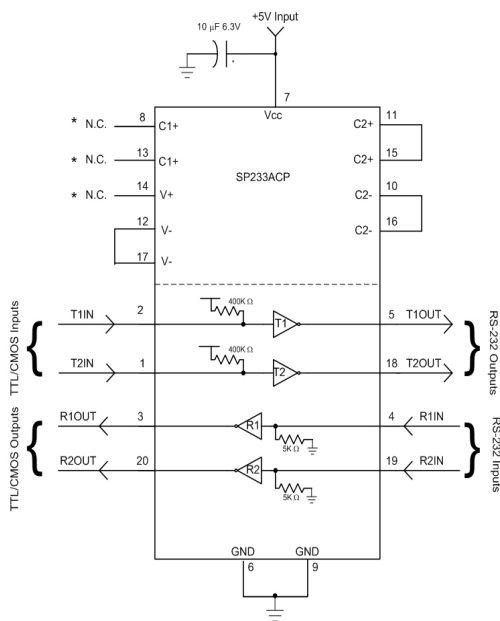 +5V Input
10 µF 6.3V
+
7
Vcc
* N.C. 8 C1+
C2+ 11
* N.C. 13 C1+
C2+ 15
SP233ACP
* N.C. 14 V+
C2- 10
12 V-
C2- 16
17 V-
TTL/CMOS Inputs
T1IN 2 400K Ω T1 5 T1OUT
T2IN 1 400K Ω T2 18 T2OUT
RS-232 Outputs
TTL/CMOS Outputs
R1OUT 3 R1 5K Ω 4 R1IN
R2OUT 20 R2 5K Ω 19 R2IN
RS-232 Inputs
GND GND
6 9